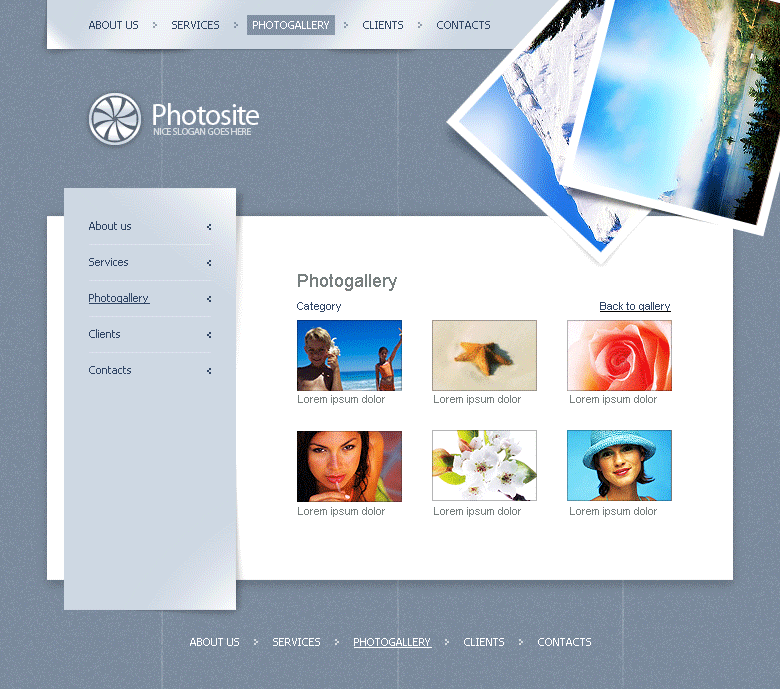 ABOUT US SERVICES PHOTOGALLERY CLIENTS CONTACTS
Photosite
NICE SLOGAN GOES HERE
About us
Services
Photogallery
Clients
Contacts
Photogallery
Category Back to gallery
Lorem ipsum dolor Lorem ipsum dolor Lorem ipsum dolor
Lorem ipsum dolor Lorem ipsum dolor Lorem ipsum dolor
ABOUT US SERVICES PHOTOGALLERY CLIENTS CONTACTS